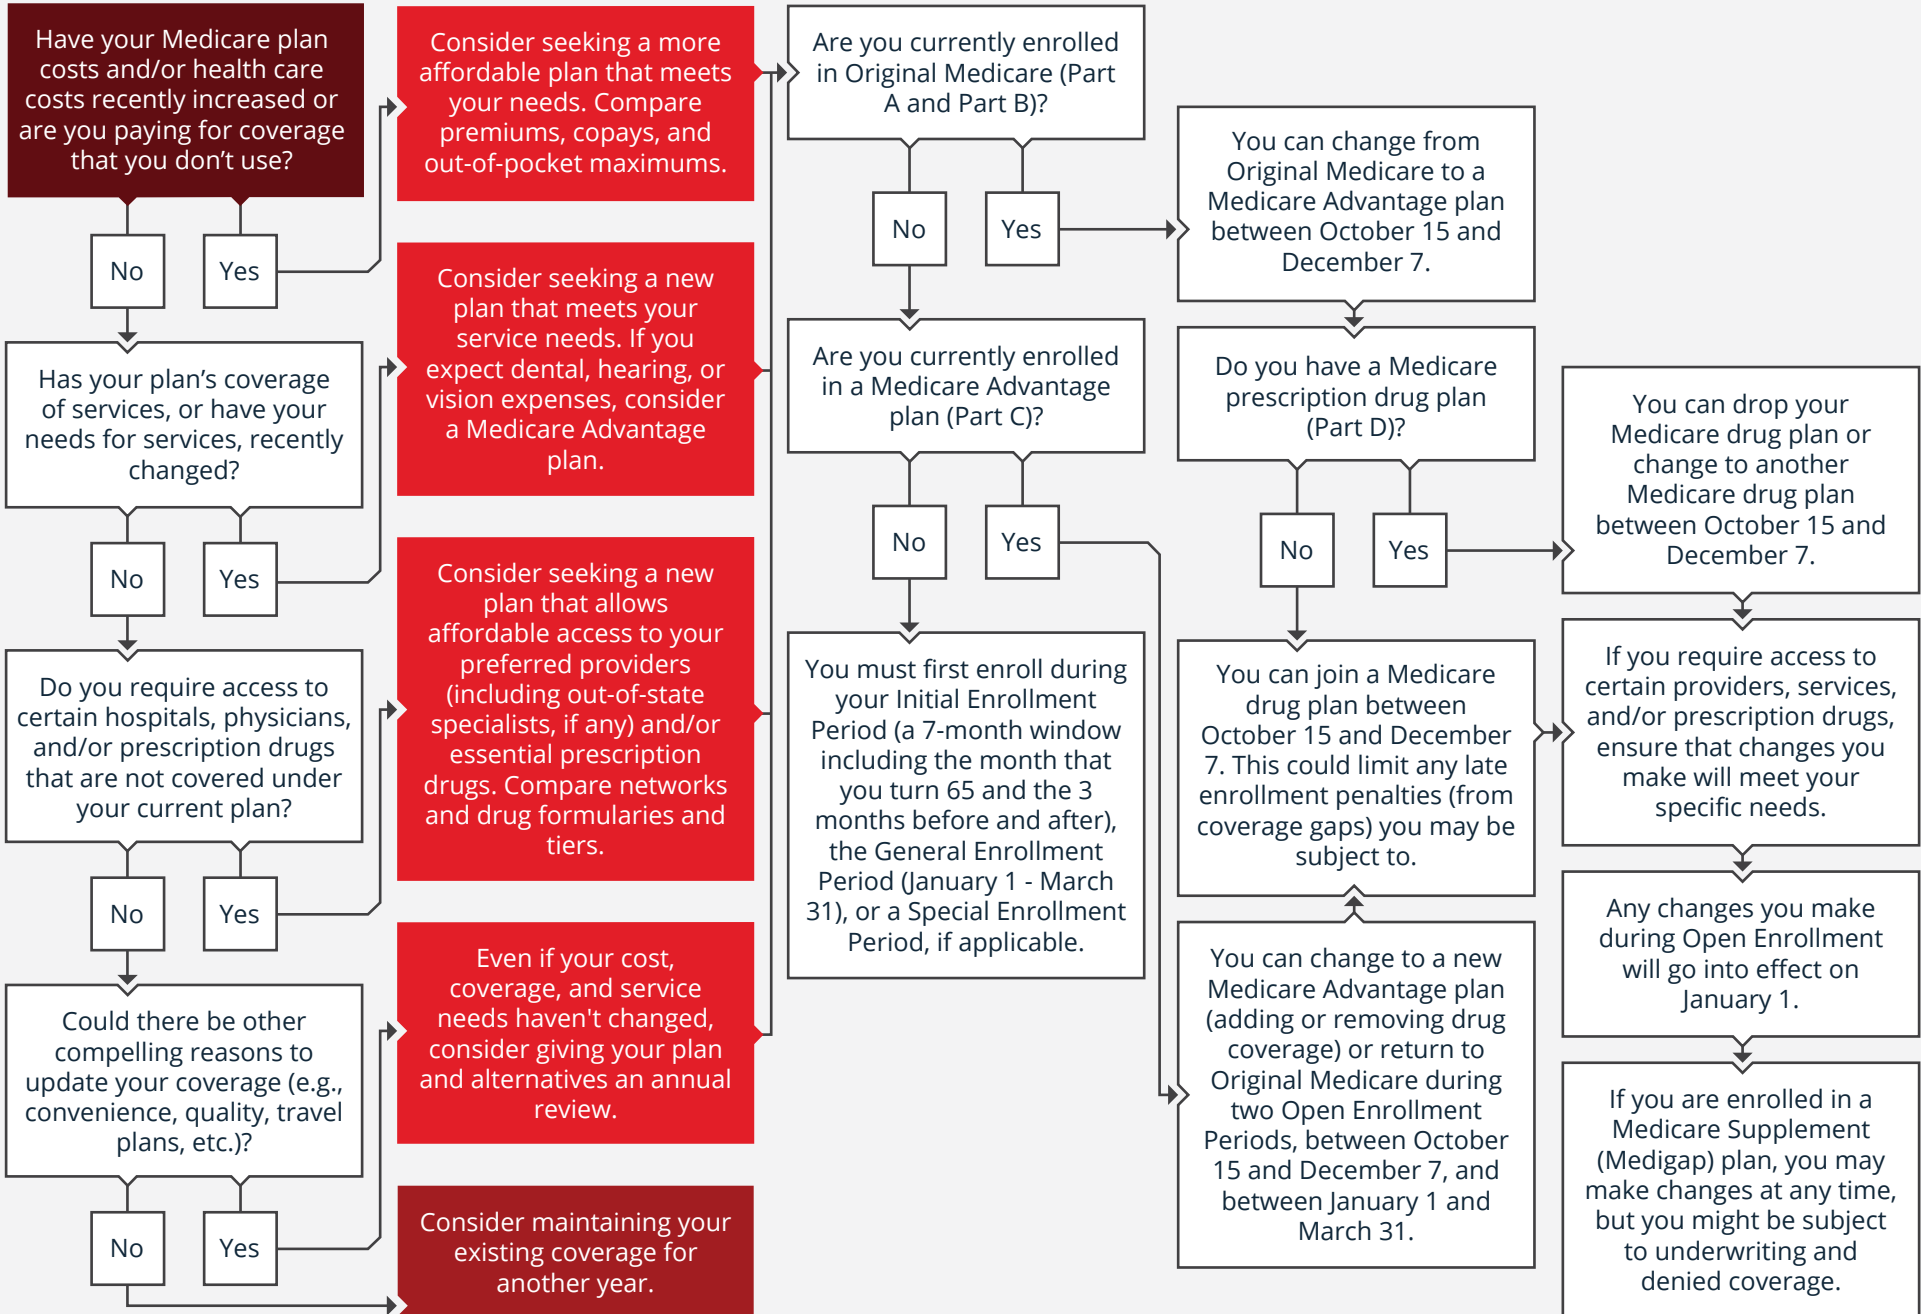 Have your Medicare plan
costs and/or health care
costs recently increased or
are you paying for coverage
that you don’t use?
No
Yes
Has your plan’s coverage
of services, or have your
needs for services, recently
changed?
No
Yes
Do you require access to
certain hospitals, physicians,
and/or prescription drugs
that are not covered under
your current plan?
No
Yes
Could there be other
compelling reasons to
update your coverage (e.g.,
convenience, quality, travel
plans, etc.)?
No
Yes
Consider seeking a more
affordable plan that meets
your needs. Compare
premiums, copays, and
out-of-pocket maximums.
Consider seeking a new
plan that meets your
service needs. If you
expect dental, hearing, or
vision expenses, consider
a Medicare Advantage
plan.
Consider seeking a new
plan that allows
affordable access to your
preferred providers
(including out-of-state
specialists, if any) and/or
essential prescription
drugs. Compare networks
and drug formularies and
tiers.
Even if your cost,
coverage, and service
needs haven't changed,
consider giving your plan
and alternatives an annual
review.
Consider maintaining your
existing coverage for
another year.
Are you currently enrolled
in Original Medicare (Part
A and Part B)?
No
Yes
Are you currently enrolled
in a Medicare Advantage
plan (Part C)?
No
Yes
You must first enroll during
your Initial Enrollment
Period (a 7-month window
including the month that
you turn 65 and the 3
months before and after),
the General Enrollment
Period (January 1 - March
31), or a Special Enrollment
Period, if applicable.
You can change from
Original Medicare to a
Medicare Advantage plan
between October 15 and
December 7.
Do you have a Medicare
prescription drug plan
(Part D)?
No
Yes
You can join a Medicare
drug plan between
October 15 and December
7. This could limit any late
enrollment penalties (from
coverage gaps) you may be
subject to.
You can change to a new
Medicare Advantage plan
(adding or removing drug
coverage) or return to
Original Medicare during
two Open Enrollment
Periods, between October
15 and December 7, and
between January 1 and
March 31.
You can drop your
Medicare drug plan or
change to another
Medicare drug plan
between October 15 and
December 7.
If you require access to
certain providers, services,
and/or prescription drugs,
ensure that changes you
make will meet your
specific needs.
Any changes you make
during Open Enrollment
will go into effect on
January 1.
If you are enrolled in a
Medicare Supplement
(Medigap) plan, you may
make changes at any time,
but you might be subject
to underwriting and
denied coverage.